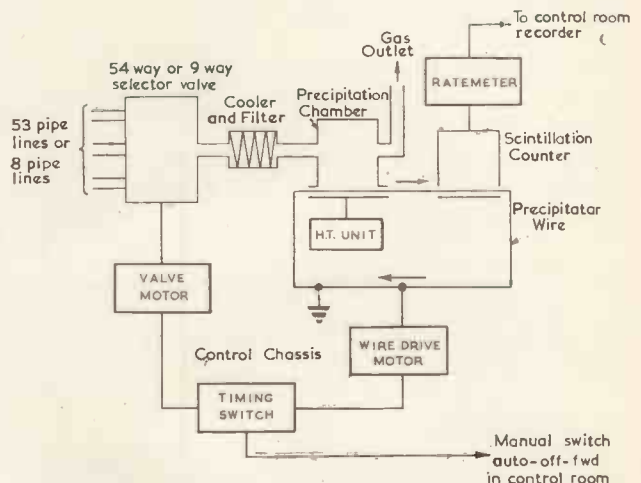 To control room
recorder
Gas
Outlet
RATEMETER
54 way or 9 way
selector valve
Cooler
and Filter
Precipitation
Chamber
Scintillation
Counter
53 pipe
lines or
8 pipe
lines
Precipitator
Wire
H.T. UNIT
VALVE
MOTOR
WIRE DRIVE
MOTOR
Control Chassis
TIMING
SWITCH
Manual switch
auto-off-fwd
in control room